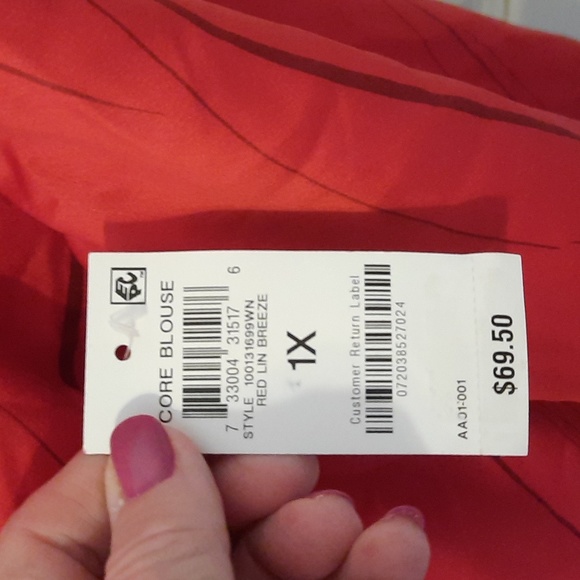 CORE BLOUSE
7 33004 31517 6
STYLE 100131699WN
RED LIN BREEZE
1X
Customer Return Label
072038527024
AA01-001
$69.50